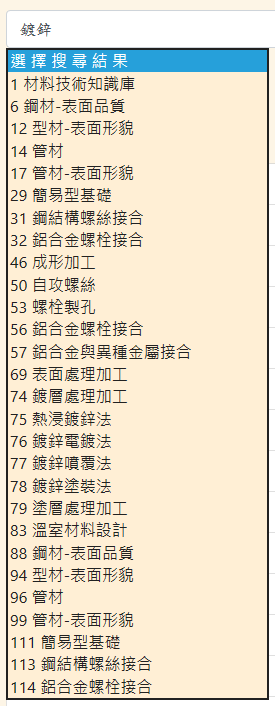 鍍鋅
選 擇 搜 尋 結 果
1 材料技術知識庫
6 鋼材-表面品質
12 型材-表面形貌
14 管材
17 管材-表面形貌
29 簡易型基礎
31 鋼結構螺絲接合
32 鋁合金螺栓接合
46 成形加工
50 自攻螺絲
53 螺栓製孔
56 鋁合金螺栓接合
57 鋁合金與異種金屬接合
69 表面處理加工
74 鍍層處理加工
75 熱浸鍍鋅法
76 鍍鋅電鍍法
77 鍍鋅噴覆法
78 鍍鋅塗裝法
79 塗層處理加工
83 溫室材料設計
88 鋼材-表面品質
94 型材-表面形貌
96 管材
99 管材-表面形貌
111 簡易型基礎
113 鋼結構螺絲接合
114 鋁合金螺栓接合